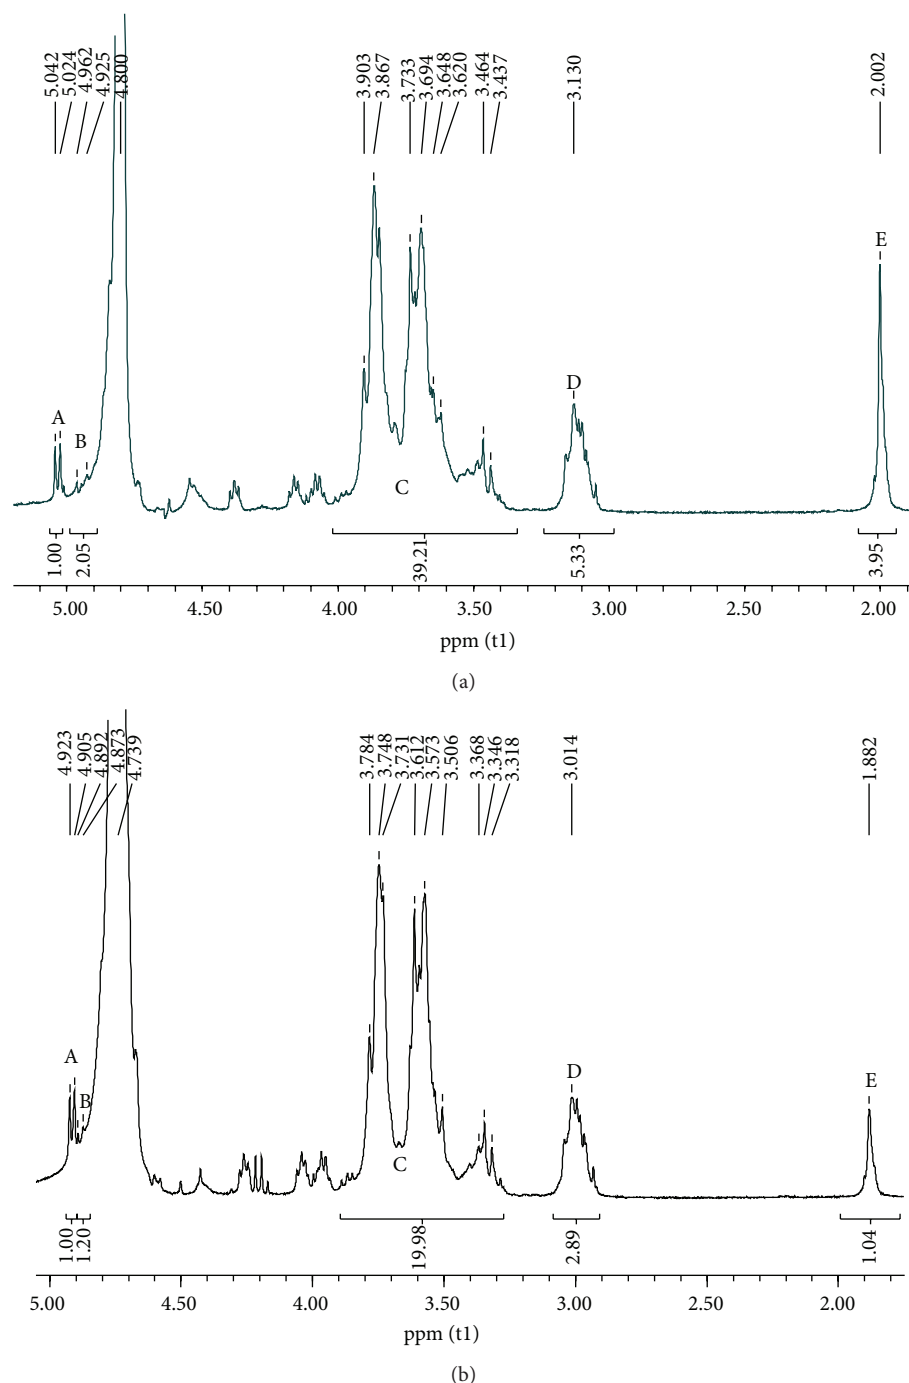 5.042
5.024
4.962
4.925
4.800
3.903
3.867
3.733
3.694
3.648
3.620
3.464
3.437
3.130
2.002
E
D
A
B
C
1.00
2.05
39.21
5.33
3.95
5.00 4.50 4.00 3.50 3.00 2.50 2.00
ppm (t1)
(a)
4.923
4.905
4.892
4.873
4.739
3.784
3.748
3.731
3.612
3.573
3.506
3.368
3.346
3.318
3.014
1.882
A
B
C
D
E
1.00
1.20
19.98
2.89
1.04
5.00 4.50 4.00 3.50 3.00 2.50 2.00
ppm (t1)
(b)